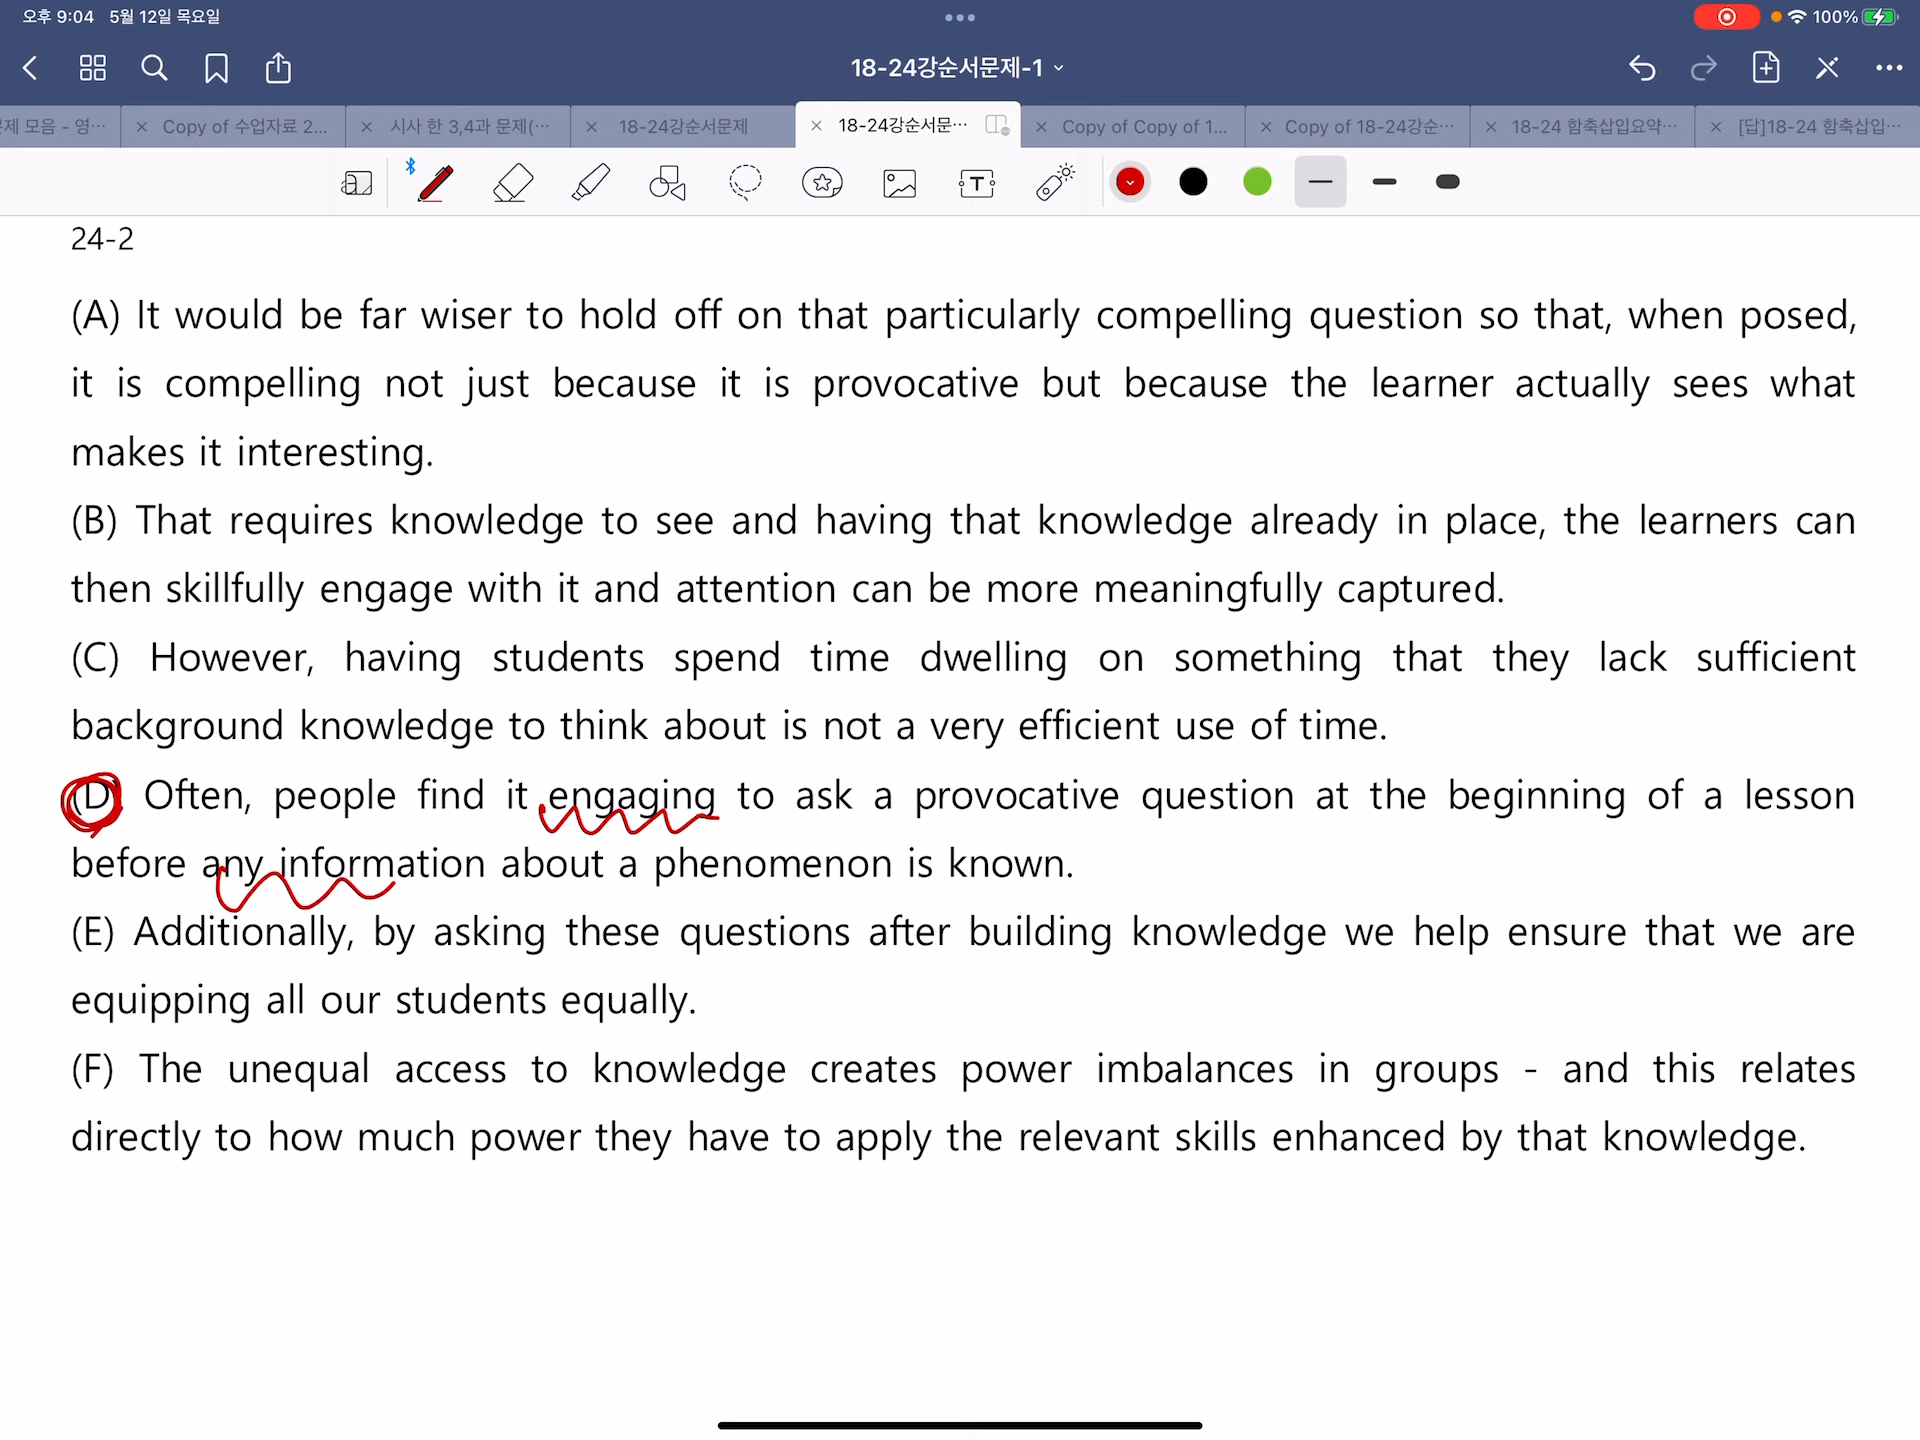 오후 9:04 5월 12일 목요일
100%
18-24강순서문제-1
제 모음 - 영…
Copy of 수업자료 2...
시사 한 3,4과 문제(…
18-24강순서문제
18-24강순서문…
Copy of Copy of 1...
Copy of 18-24강순…
18-24 함축삽입요약…
[답]18-24 함축삽입…
24-2
(A) It would be far wiser to hold off on that particularly compelling question so that, when posed,
it is compelling not just because it is provocative but because the learner actually sees what
makes it interesting.
(B) That requires knowledge to see and having that knowledge already in place, the learners can
then skillfully engage with it and attention can be more meaningfully captured.
(C) However, having students spend time dwelling on something that they lack sufficient
background knowledge to think about is not a very efficient use of time.
(D) Often, people find it engaging to ask a provocative question at the beginning of a lesson
before any information about a phenomenon is known.
(E) Additionally, by asking these questions after building knowledge we help ensure that we are
equipping all our students equally.
(F) The unequal access to knowledge creates power imbalances in groups - and this relates
directly to how much power they have to apply the relevant skills enhanced by that knowledge.